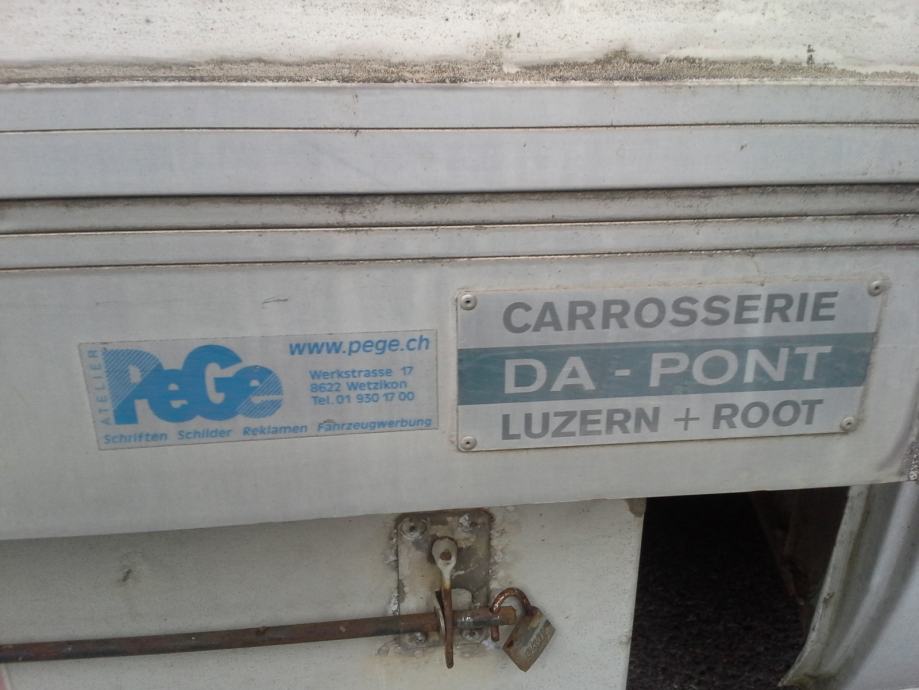 ATELIER
PeGe
www.pege.ch
Werkstrasse 17
8622 Wetzikon
Tel. 01 930 17 00
Schriften Schilder Reklamen Fahrzeugwerbung
CARROSSERIE
DA - PONT
LUZERN + ROOT